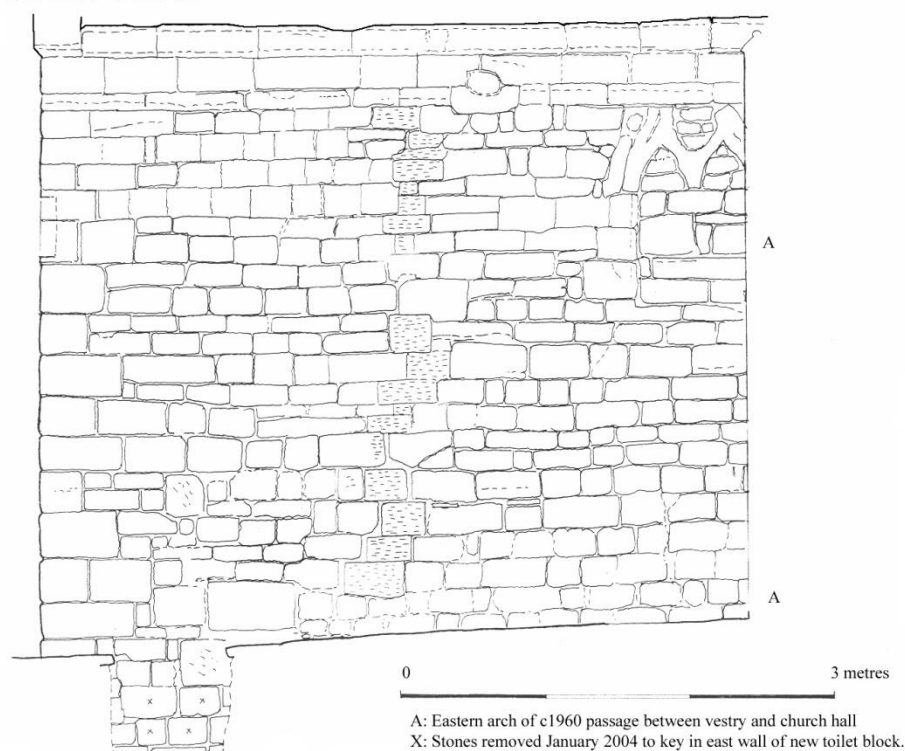 A
A
0 3 metres
x x
x x
A: Eastern arch of c1960 passage between vestry and church hall
X: Stones removed January 2004 to key in east wall of new toilet block.